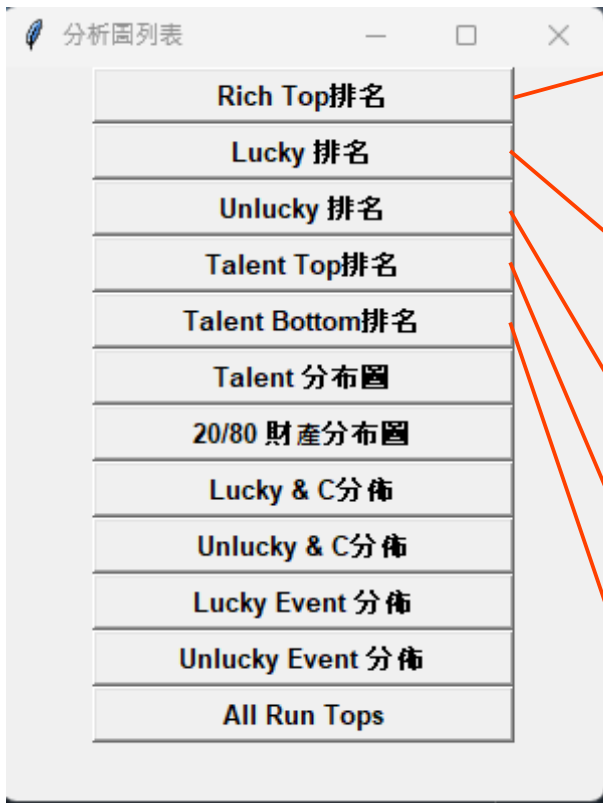 分析圖列表
Rich Top排名
Lucky 排名
Unlucky 排名
Talent Top排名
Talent Bottom排名
Talent 分布圖
20/80 財產分布圖
Lucky & C分佈
Unlucky & C分佈
Lucky Event 分佈
Unlucky Event 分佈
All Run Tops